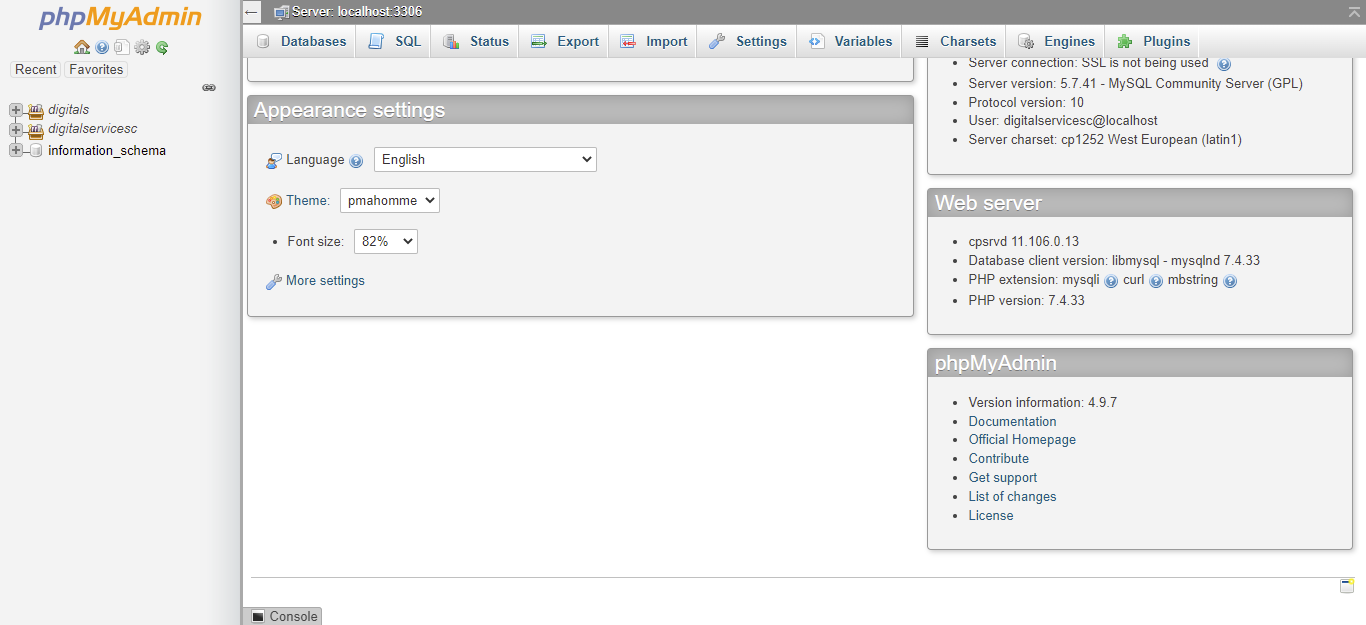 phpMyAdmin
Recent Favorites
digitals
digitalservicesc
information_schema
Server: localhost:3306
Databases SQL Status Export Import Settings Variables Charsets Engines Plugins
Appearance settings
Language English
Theme: pmahomme
Font size: 82%
More settings
Server connection: SSL is not being used
Server version: 5.7.41 - MySQL Community Server (GPL)
Protocol version: 10
User: digitalservicesc@localhost
Server charset: cp1252 West European (latin1)
Web server
cpsrvd 11.106.0.13
Database client version: libmysql - mysqlnd 7.4.33
PHP extension: mysqli curl mbstring
PHP version: 7.4.33
phpMyAdmin
Version information: 4.9.7
Documentation
Official Homepage
Contribute
Get support
List of changes
License
Console